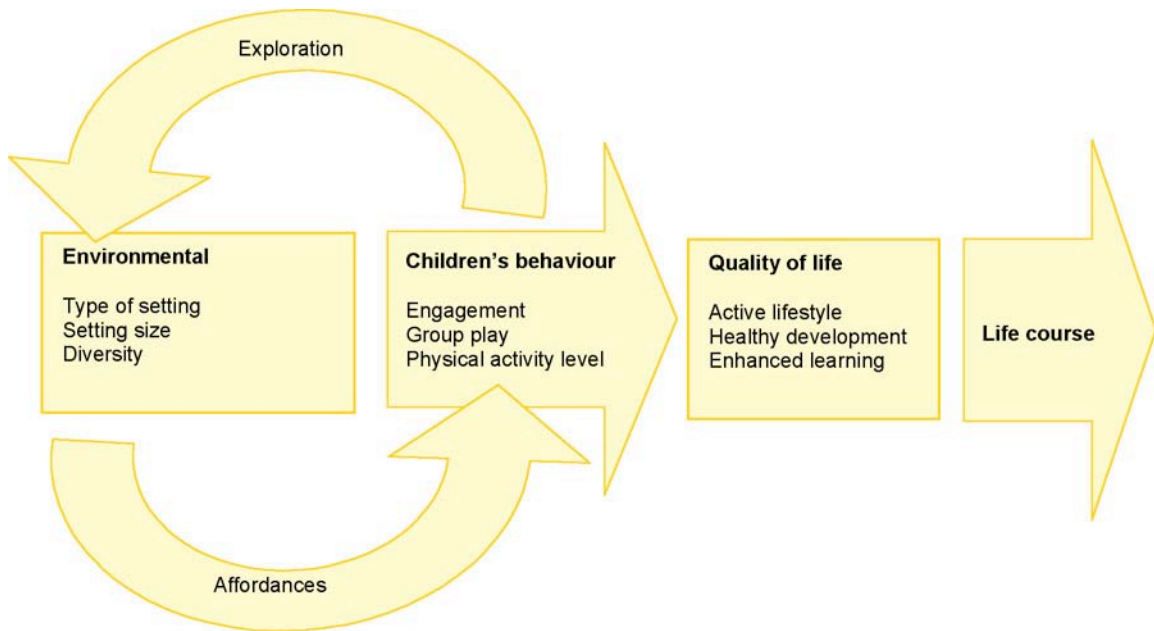 Exploration
Environmental
Type of setting
Setting size
Diversity
Children’s behaviour
Engagement
Group play
Physical activity level
Quality of life
Active lifestyle
Healthy development
Enhanced learning
Life course
Affordances